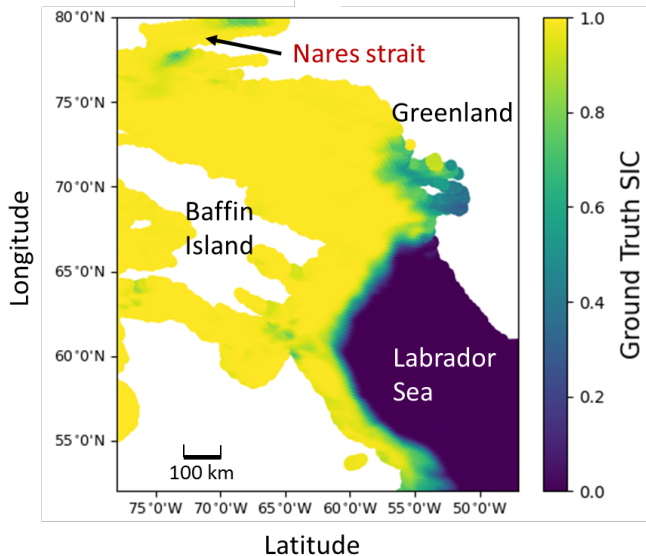 80°0'N
75°0'N
70°0'N
65°0'N
60°0'N
55°0'N
Longitude
Nares strait
Greenland
Baffin
Island
Labrador
Sea
100 km
75°0'W
70°0'W
65°0'W
60°0'W
55°0'W
50°0'W
Latitude
1.0
0.8
0.6
0.4
0.2
0.0
Ground Truth SIC